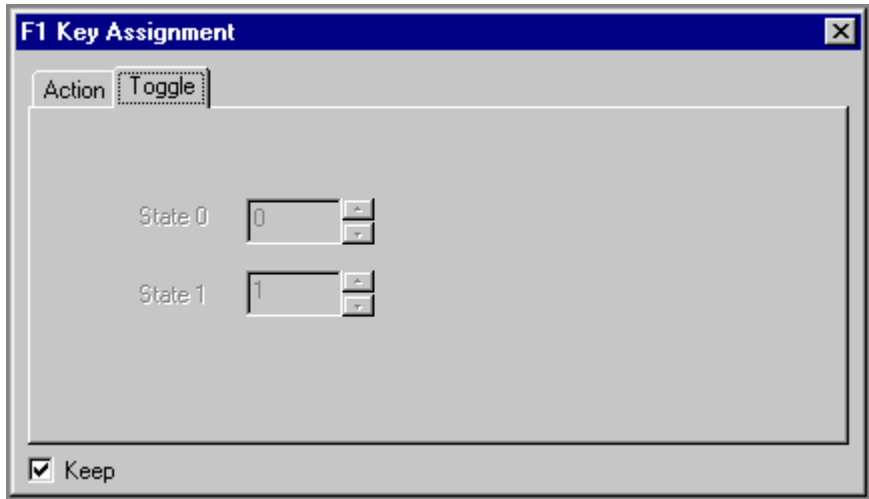 F1 Key Assignment
Action Toggle
State 0 0
State 1 1
Keep